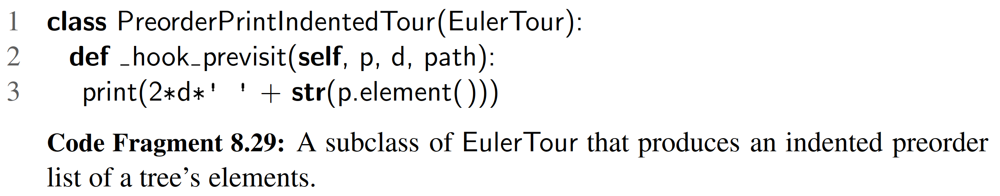 1 class PreorderPrintIndentedTour(EulerTour):
2 def _hook_previsit(self, p, d, path):
3 print(2*d*' ' + str(p.element()))
Code Fragment 8.29: A subclass of EulerTour that produces an indented preorder
list of a tree's elements.